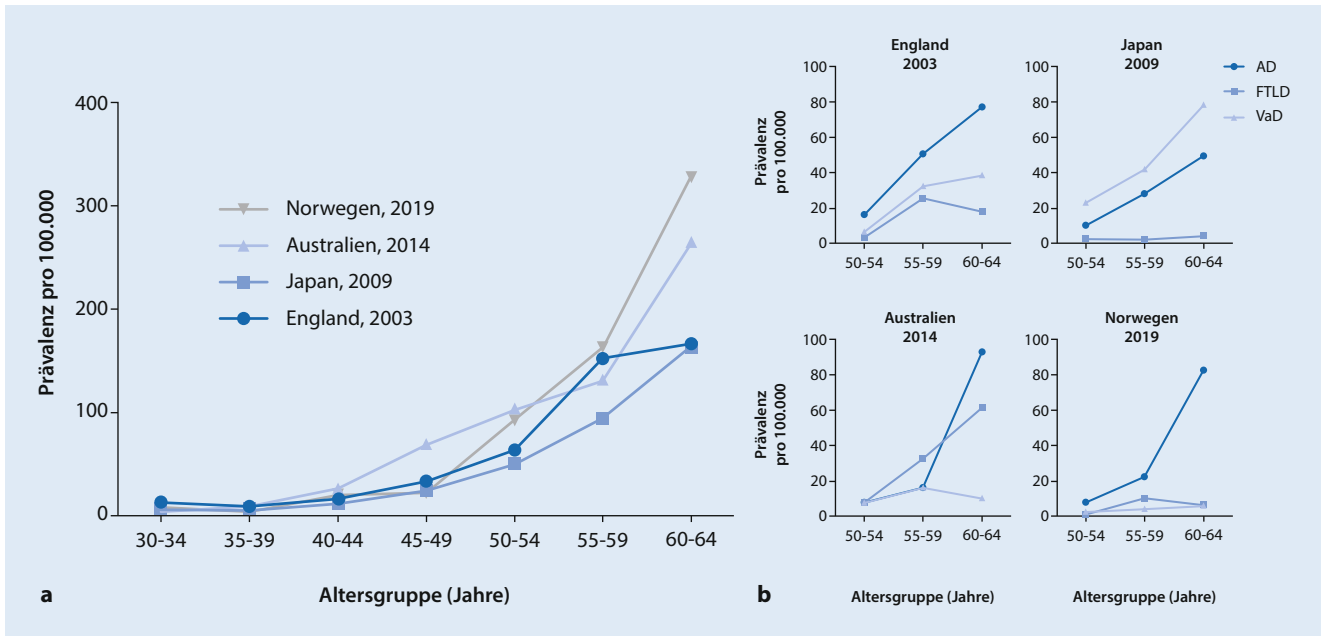 400
300
200
100
0
Prävalenz pro 100.000
Norwegen, 2019
Australien, 2014
Japan, 2009
England, 2003
30-34 35-39 40-44 45-49 50-54 55-59 60-64
a
Altersgruppe (Jahre)
England
2003
100
80
60
40
20
0
Prävalenz
pro 100.000
50-54 55-59 60-64
Japan
2009
100
80
60
40
20
0
50-54 55-59 60-64
AD
FTLD
VaD
Australien
2014
100
80
60
40
20
0
Prävalenz
pro 100.000
50-54 55-59 60-64
Norwegen
2019
100
80
60
40
20
0
50-54 55-59 60-64
b
Altersgruppe (Jahre)
Altersgruppe (Jahre)